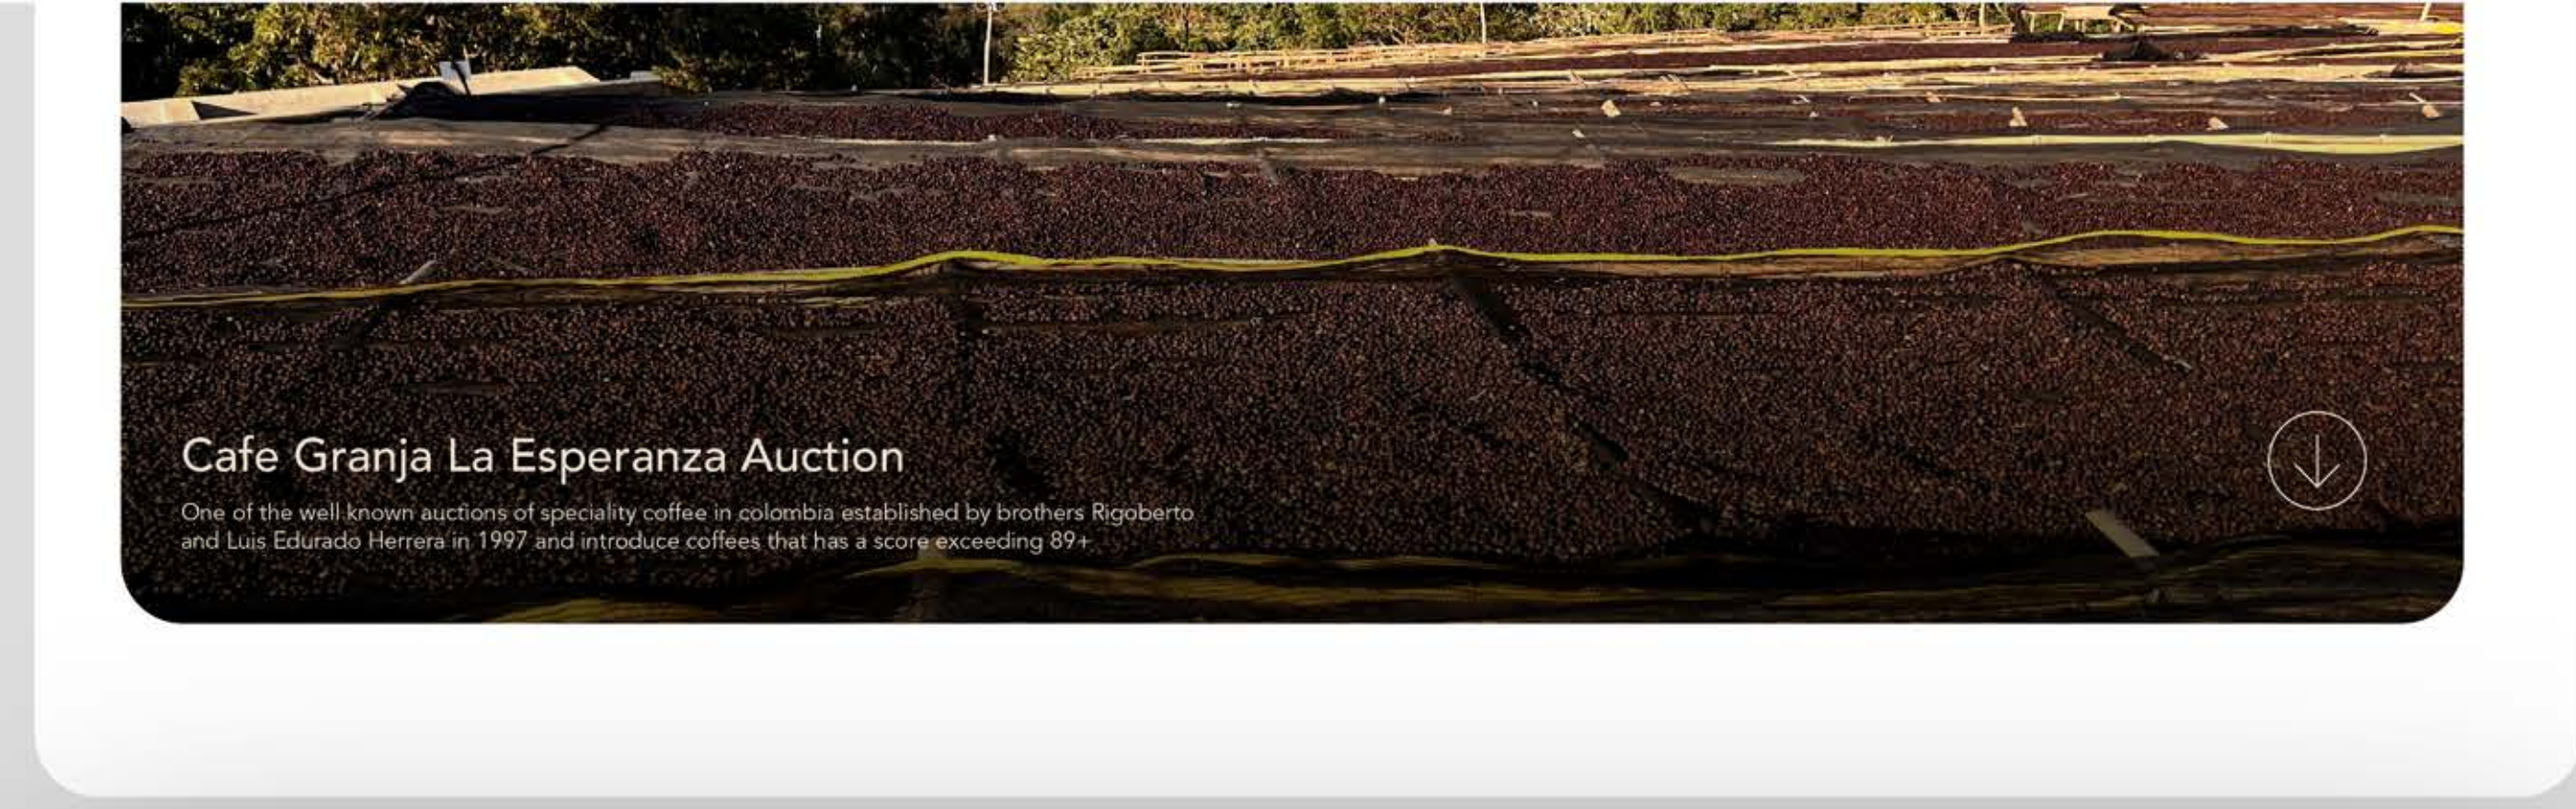 Cafe Granja La Esperanza Auction
One of the well known auctions of speciality coffee in colombia established by brothers Rigoberto
and Luis Edurado Herrera in 1997 and introduce coffees that has a score exceeding 89+